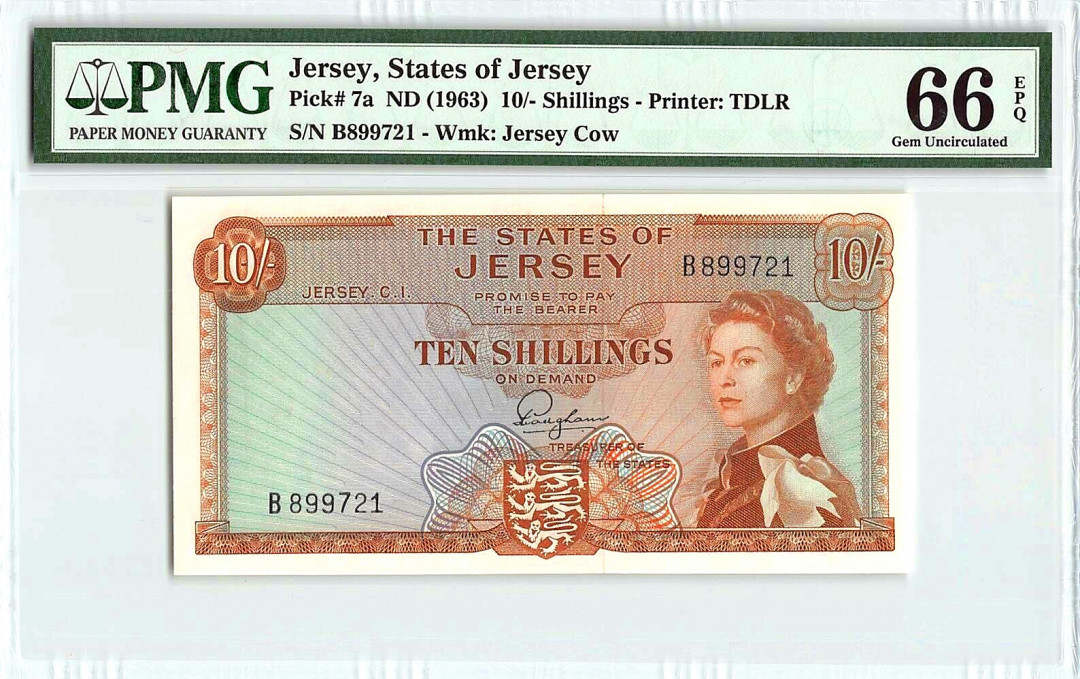 PMG
PAPER MONEY GUARANTY
Jersey, States of Jersey
Pick# 7a ND (1963) 10/- Shillings - Printer: TDLR
S/N B899721 - Wmk: Jersey Cow
66
EPQ
Gem Uncirculated
THE STATES OF
JERSEY
10/-
B899721
10/-
JERSEY. C.I.
PROMISE TO PAY
THE BEARER
TEN SHILLINGS
ON DEMAND
TREASURER OF
THE STATES
B899721